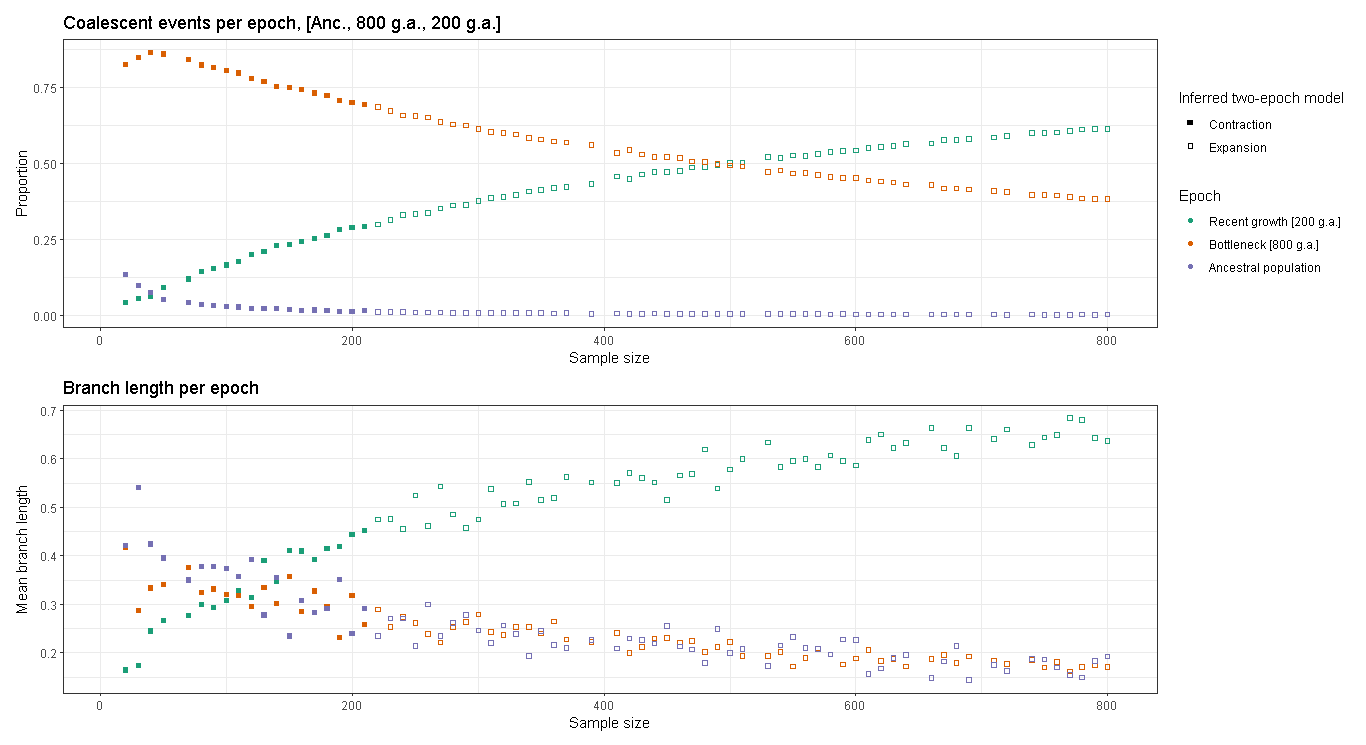 Coalescent events per epoch, [Anc., 800 g.a., 200 g.a.]
Proportion
0.75
0.50
0.25
0.00
0
200
400
600
800
Sample size
Inferred two-epoch model
Contraction
Expansion
Epoch
Recent growth [200 g.a.]
Bottleneck [800 g.a.]
Ancestral population
Branch length per epoch
Mean branch length
0.7
0.6
0.5
0.4
0.3
0.2
0
200
400
600
800
Sample size